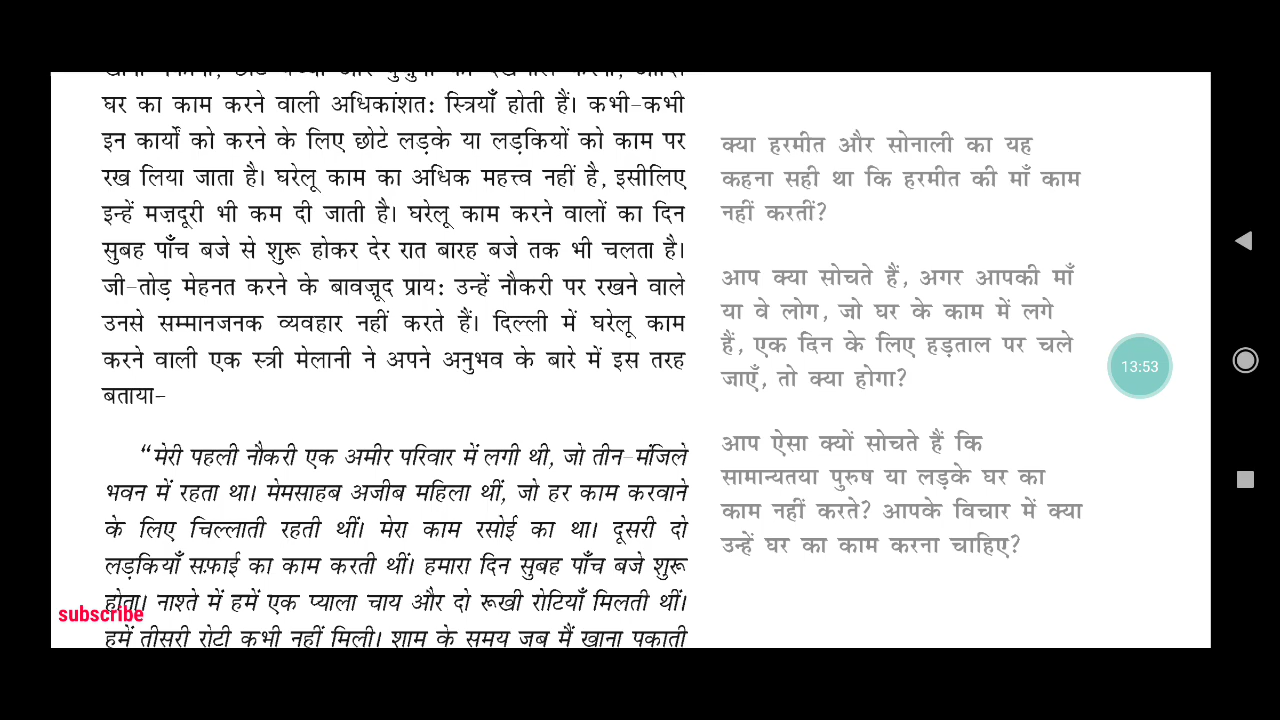 घर का काम करने वाली अधिकांशत: स्त्रियाँ होती हैं। कभी-कभी
इन कार्यों को करने के लिए छोटे लड़के या लड़कियों को काम पर
रख लिया जाता है। घरेलू काम का अधिक महत्त्व नहीं है, इसीलिए
इन्हें मज़दूरी भी कम दी जाती है। घरेलू काम करने वालों का दिन
सुबह पाँच बजे से शुरू होकर देर रात बारह बजे तक भी चलता है।
जी-तोड़ मेहनत करने के बावजूद प्राय: उन्हें नौकरी पर रखने वाले
उनसे सम्मानजनक व्यवहार नहीं करते हैं। दिल्ली में घरेलू काम
करने वाली एक स्त्री मेलानी ने अपने अनुभव के बारे में इस तरह
बताया-
“मेरी पहली नौकरी एक अमीर परिवार में लगी थी, जो तीन-मंजिले
भवन में रहता था। मेमसाहब अजीब महिला थीं, जो हर काम करवाने
के लिए चिल्लाती रहती थीं। मेरा काम रसोई का था। दूसरी दो
लड़कियाँ सफ़ाई का काम करती थीं। हमारा दिन सुबह पाँच बजे शुरू
होता। नाश्ते में हमें एक प्याला चाय और दो रूखी रोटियाँ मिलती थीं।
हमें तीसरी रोटी कभी नहीं मिली। शाम के समय जब मैं खाना पकाती
subscribe
क्या हरमीत और सोनाली का यह
कहना सही था कि हरमीत की माँ काम
नहीं करतीं?
आप क्या सोचते हैं, अगर आपकी माँ
या वे लोग, जो घर के काम में लगे
हैं, एक दिन के लिए हड़ताल पर चले
जाएँ, तो क्या होगा?
आप ऐसा क्यों सोचते हैं कि
सामान्यतया पुरुष या लड़के घर का
काम नहीं करते? आपके विचार में क्या
उन्हें घर का काम करना चाहिए?
13:53